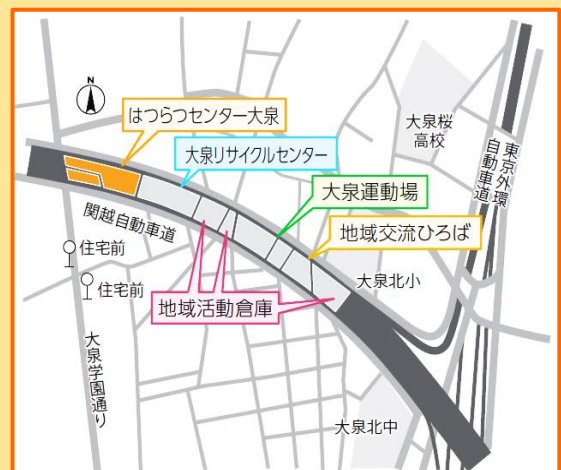 N
はつらつセンター大泉
大泉リサイクルセンター
大泉桜
高校
東京外環
自動車道
大泉運動場
関越自動車道
地域交流ひろば
住宅前
住宅前
大泉北小
地域活動倉庫
大泉学園通り
大泉北中